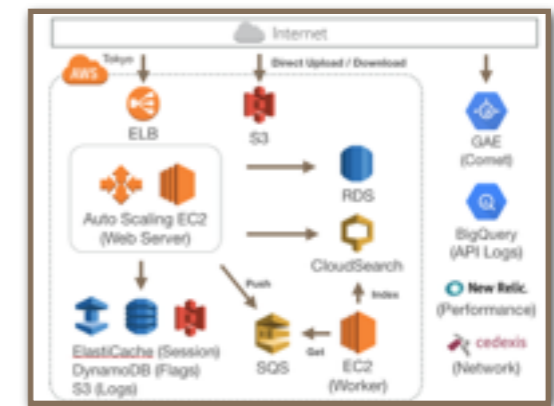 Internet
Tokyo
Direct Upload / Download
AWS
ELB
S3
GAE
(Comet)
RDS
Auto Scaling EC2
(Web Server)
BigQuery
(API Logs)
CloudSearch
Push
Index
New Relic.
(Performance)
ElastiCache (Session)
DynamoDB (Flags)
S3 (Logs)
SQS
Get
EC2
(Worker)
cedexis
(Network)